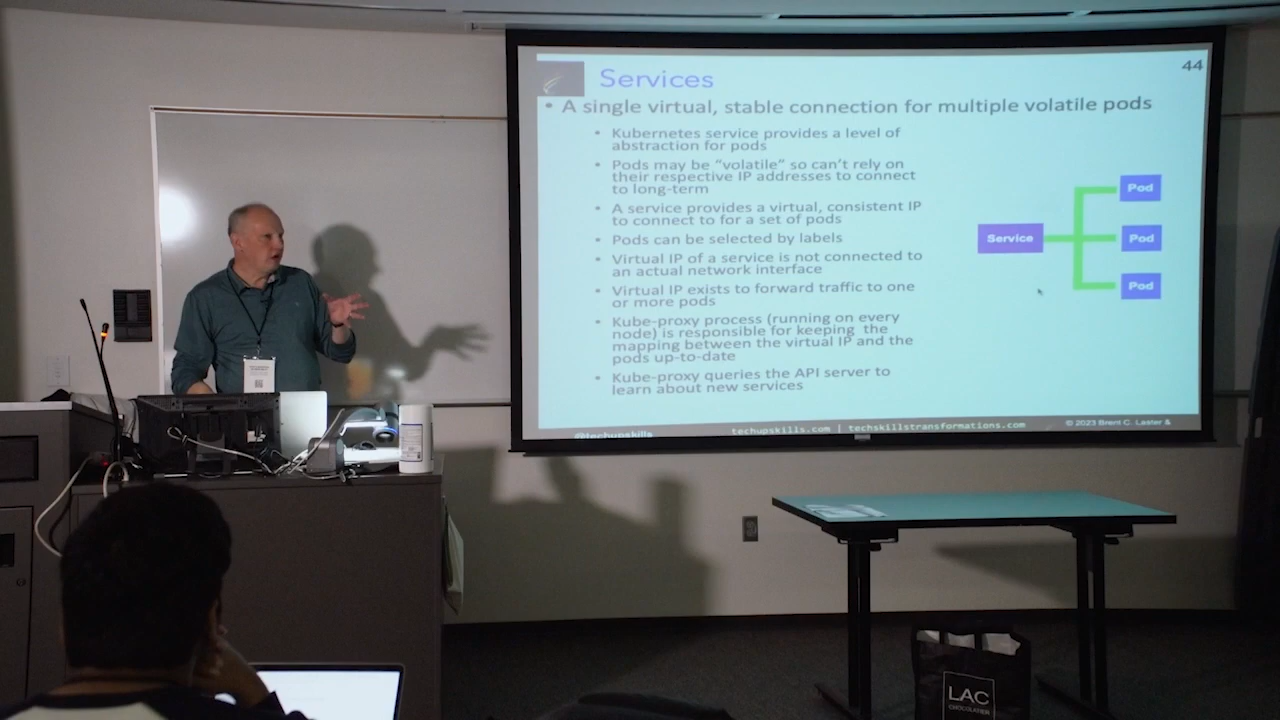 44
Services
• A single virtual, stable connection for multiple volatile pods
• Kubernetes service provides a level of
abstraction for pods
• Pods may be “volatile” so can’t rely on
their respective IP addresses to connect
to long-term
• A service provides a virtual, consistent IP
to connect to for a set of pods
• Pods can be selected by labels
• Virtual IP of a service is not connected to
an actual network interface
• Virtual IP exists to forward traffic to one
or more pods
• Kube-proxy process (running on every
node) is responsible for keeping the
mapping between the virtual IP and the
pods up-to-date
• Kube-proxy queries the API server to
learn about new services
Pod
Service
Pod
Pod
@techupskills
techupskills.com | techskillstransformations.com
© 2023 Brent C. Laster &
LAC
CHOCOLATIER